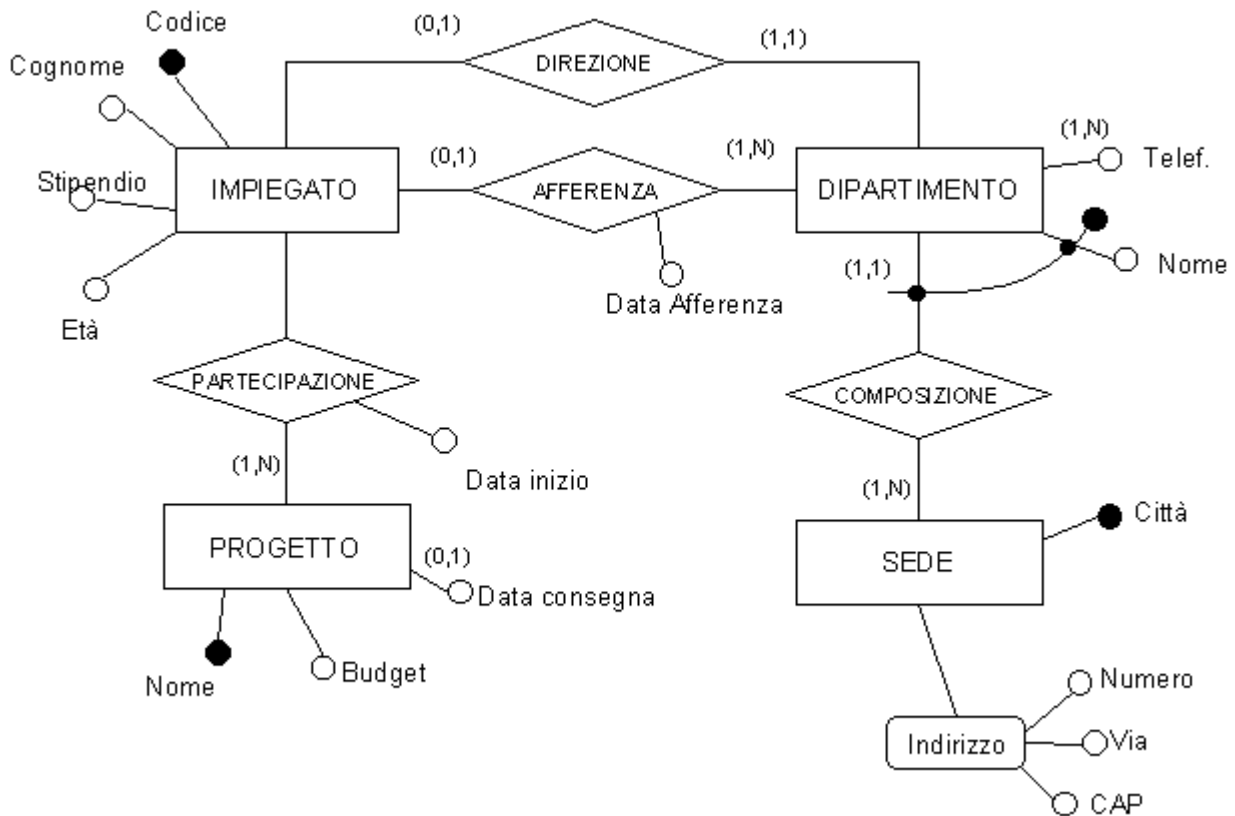 Codice
(0,1)
(1,1)
Cognome
DIREZIONE
(1,N)
Telef.
(0,1)
(1,N)
Stipendio
IMPIEGATO
AFFERENZA
DIPARTIMENTO
Nome
(1,1)
Data Afferenza
Età
PARTECIPAZIONE
COMPOSIZIONE
(1,N)
Data inizio
(1,N)
Città
PROGETTO
(0,1)
SEDE
Data consegna
Nome
Budget
Numero
Indirizzo
Via
CAP